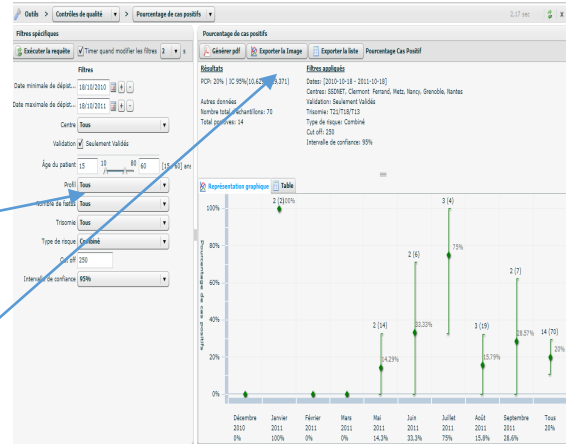 Outils > Contrôles de qualité > Pourcentage de cas positifs
2.17 sec
Filtres spécifiques
Exécuter la requête Timer quand modifier les filtres 2 s
Filtres
Date minimale de dépist... 18/10/2010
Date maximale de dépist... 18/10/2011
Centre Tous
Validation Seulement Validés
Âge du patient 15 10 80 60 ans
Profil Tous
Nombre de fœtus Tous
Trisomie Tous
Type de risque Combiné
Cut off 250
Intervalle de confiance 95%
Pourcentage de cas positifs
Générer pdf Exporter la Image Exporter la liste Pourcentage Cas Positif
Résultats
PCP: 20% | IC 95%
Autres données
Nombre total échantillons: 70
Total positives: 14
Filtres appliqués
Dates: [2010-10-18 - 2011-10-18]
Centres: SSDNET, Clermont Ferrand, Metz, Nancy, Grenoble, Nantes
Validation: Seulement Validés
Trisomie: T21/T18/T13
Type de risque: Combiné
Cut off: 250
Intervalle de confiance: 95%
Représentation graphique Table
Pourcentage de cas positifs
100%
80%
60%
40%
20%
0%
2 (2) 100%
2 (14) 14,29%
2 (6) 33,33%
3 (4) 75%
3 (19) 15,79%
2 (7) 28,57%
14 (70) 20%
Décembre Janvier Février Mars Mai Juin Juillet Août Septembre Tous
2010 2011 2011 2011 2011 2011 2011 2011 2011 20%
0% 100% 0% 0% 14,3% 33.3% 75% 15.8% 28.6%